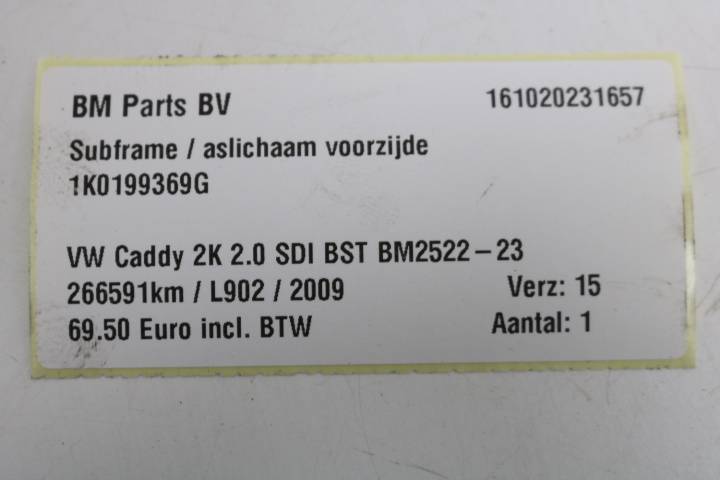 BM Parts BV 161020231657
Subframe / aslichaam voorzijde
1K0199369G
VW Caddy 2K 2.0 SDI BST BM2522-23
266591km / L902 / 2009 Verz: 15
69.50 Euro incl. BTW Aantal: 1